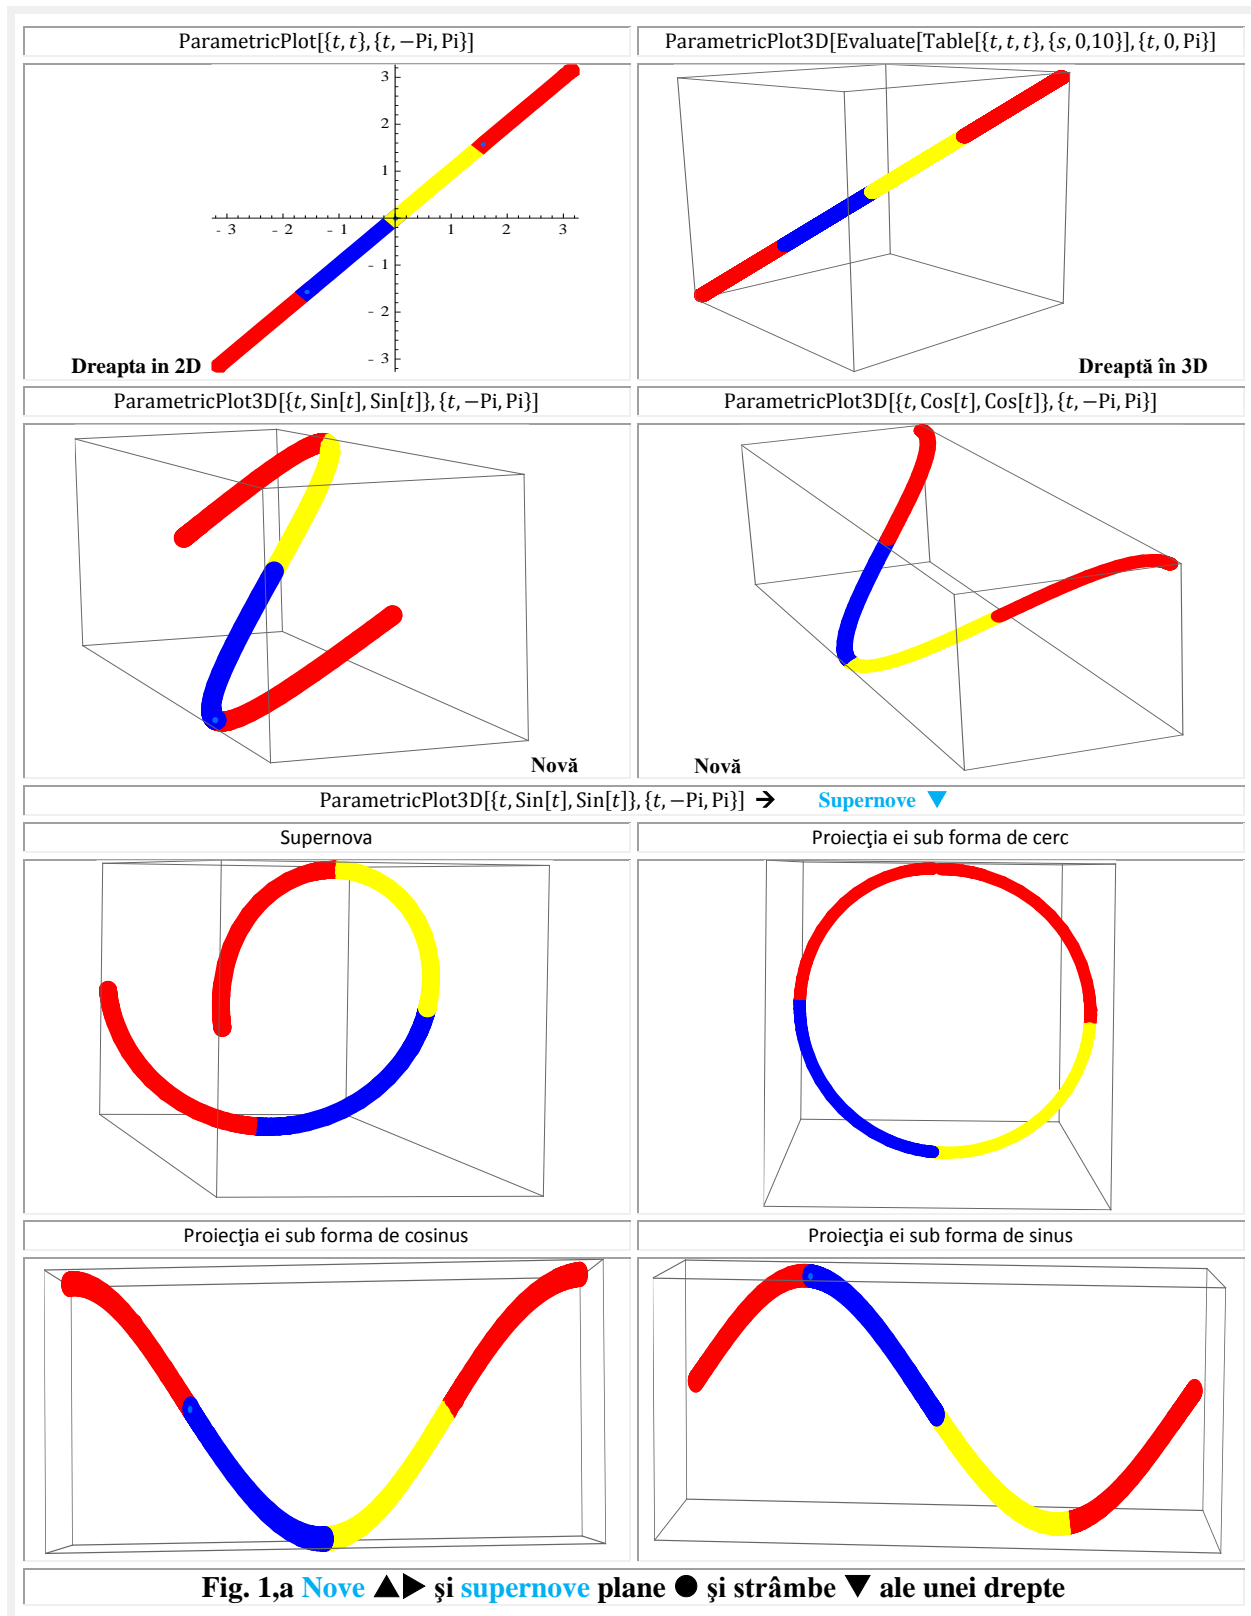 ParametricPlot[{t, t}, {t, −Pi, Pi}]
ParametricPlot3D[Evaluate[Table[{t, t, t}, {s, 0,10}], {t, 0, Pi}]
3
2
1
- 3 - 2 - 1 1 2 3
- 1
- 2
- 3
Dreapta in 2D
Dreaptă în 3D
ParametricPlot3D[{t, Sin[t], Sin[t]}, {t, −Pi, Pi}]
ParametricPlot3D[{t, Cos[t], Cos[t]}, {t, −Pi, Pi}]
Novă
Novă
ParametricPlot3D[{t, Sin[t], Sin[t]}, {t, −Pi, Pi}] → Supernove ▼
Supernova
Proiecţia ei sub forma de cerc
Proiecţia ei sub forma de cosinus
Proiecţia ei sub forma de sinus
Fig. 1,a Nove ▲▶ şi supernove plane ● şi strâmbe ▼ ale unei drepte